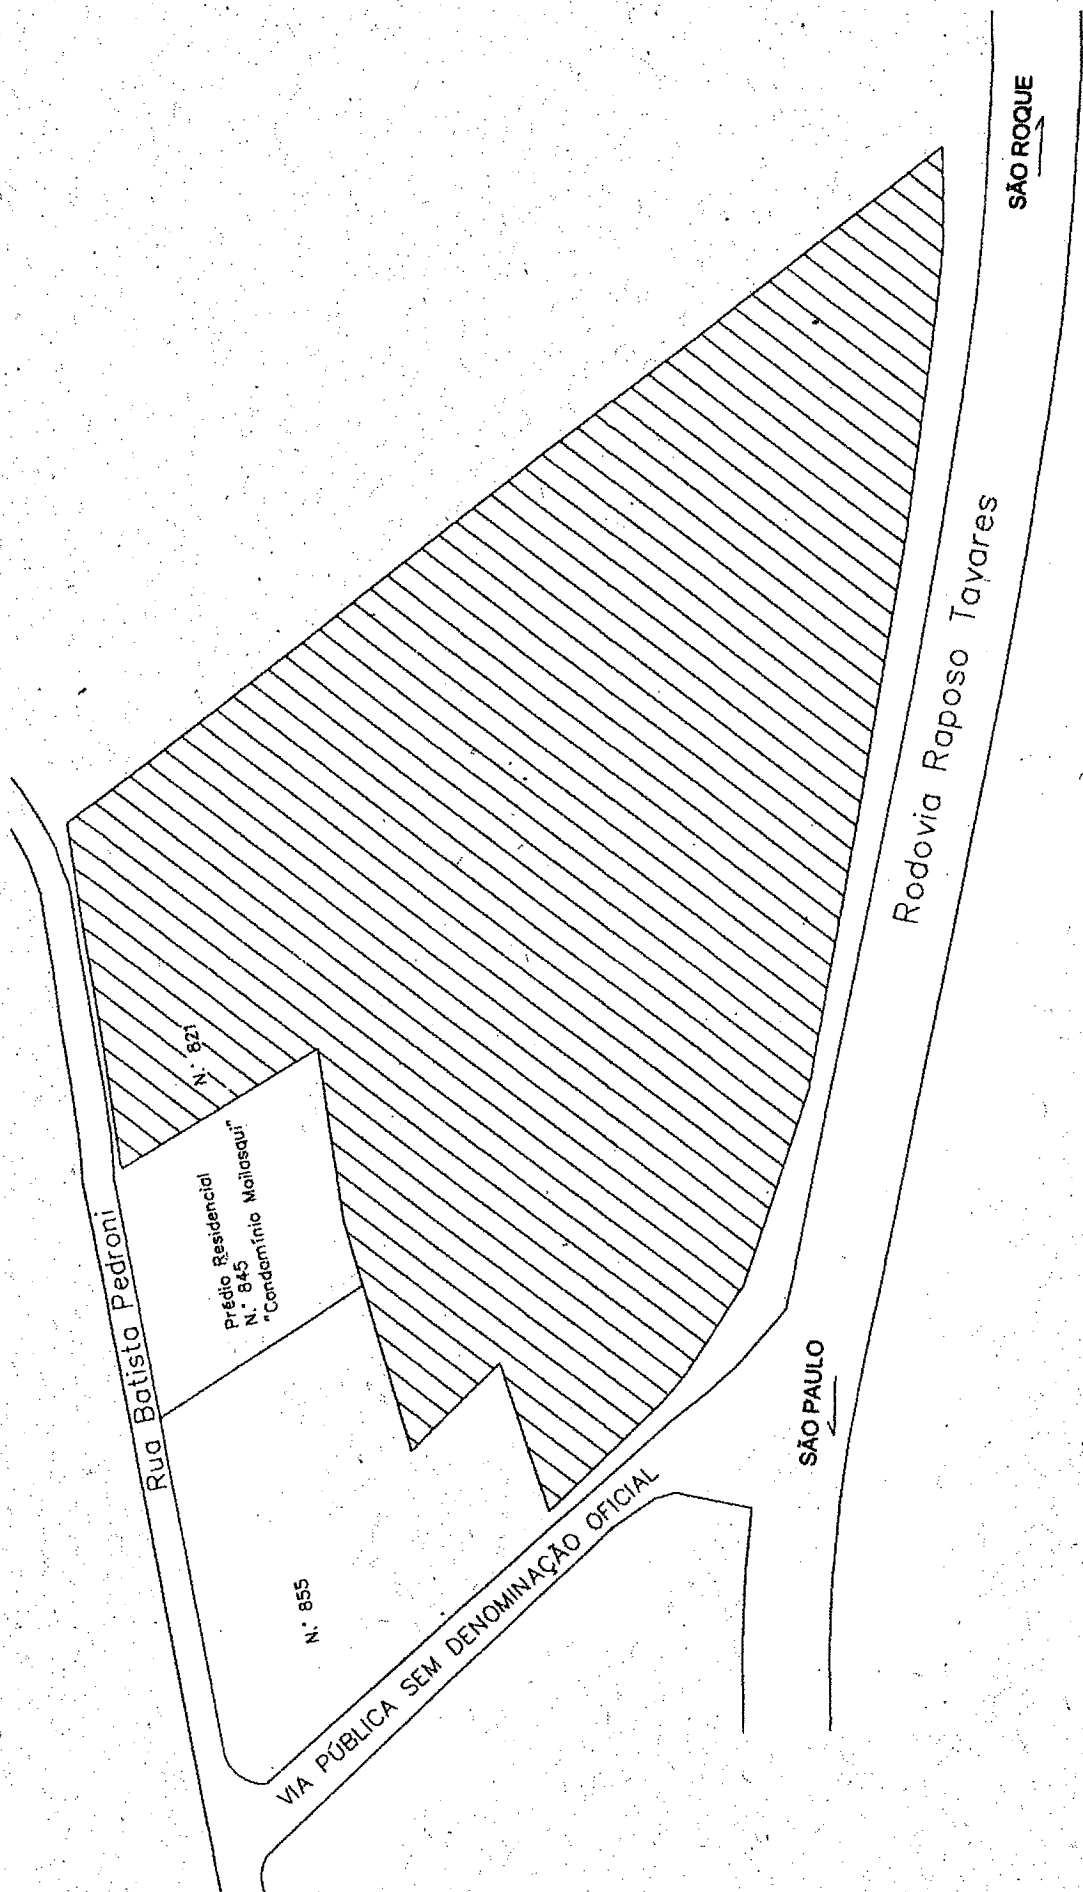 SÃO ROQUE
Rodovia Raposo Tavares
SÃO PAULO
N.° 821
Prédio Residencial
N.° 845
"Condomínio Mailasqui"
Rua Batista Pedroni
N.° 855
VIA PÚBLICA SEM DENOMINAÇÃO OFICIAL